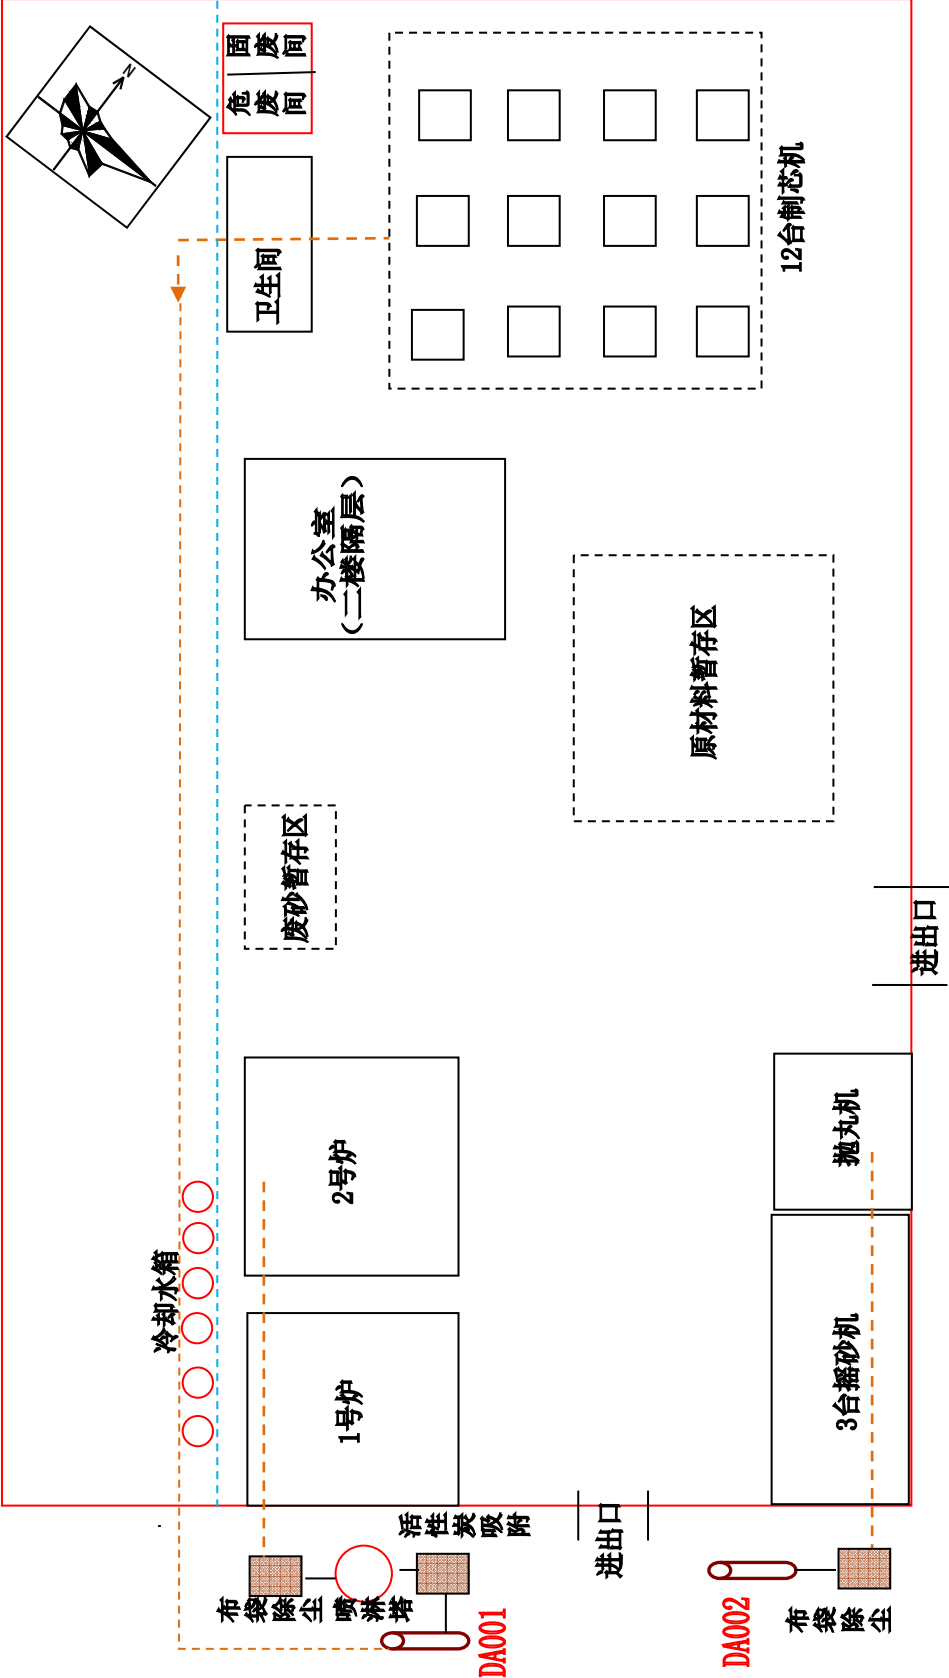 N
固废间
危废间
卫生间
12台制芯机
办公室
（二楼隔层）
原材料暂存区
废砂暂存区
进出口
2号炉
抛丸机
冷却水箱
1号炉
3台摇砂机
活性炭吸附
进出口
布袋除尘
喷淋塔
DA001
DA002
布袋除尘